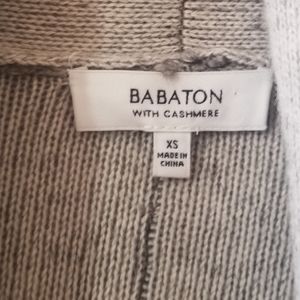 BABATON
WITH CASHMERE
XS
MADE IN
CHINA